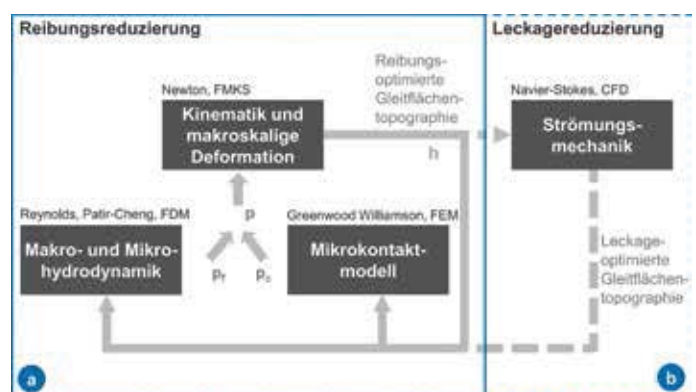 Reibungsreduzierung
Leckagereduzierung
Newton, FMKS
Kinematik und
makroskalige
Deformation
Reibungs-
optimierte
Gleitflächen-
topographie
h
Navier-Stokes, CFD
Strömungs-
mechanik
Reynolds, Patir-Cheng, FDM
Makro- und Mikro-
hydrodynamik
p
Greenwood Williamson, FEM
Mikrokontakt-
modell
Leckage-
optimierte
Gleitflächen-
topographie
a
b